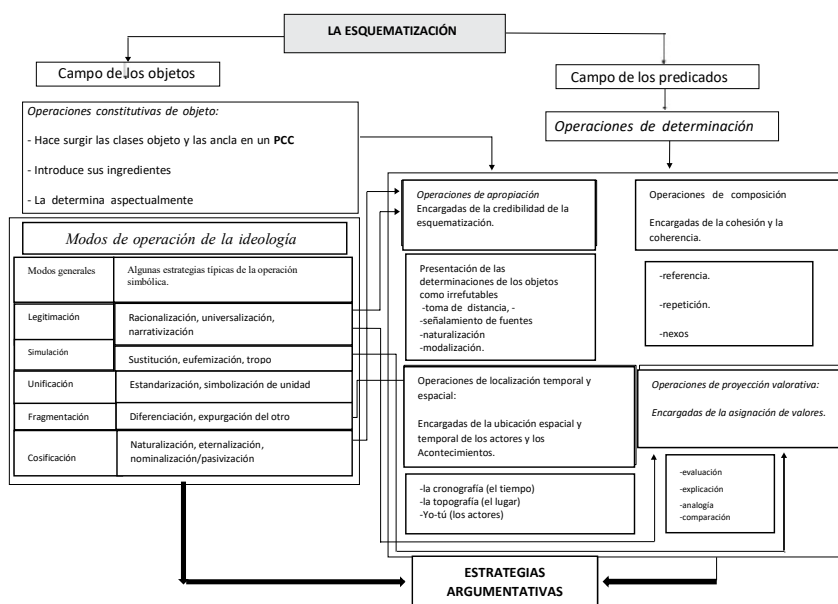 LA ESQUEMATIZACIÓN
Campo de los objetos
Campo de los predicados
Operaciones constitutivas de objeto:
- Hace surgir las clases objeto y las ancla en un PCC
- Introduce sus ingredientes
- La determina aspectualmente
Operaciones de determinación
Modos de operación de la ideología
Modos generales
Algunas estrategias típicas de la operación
simbólica.
Legitimación
Racionalización, universalización,
narrativización
Simulación
Sustitución, eufemización, tropo
Unificación
Estandarización, simbolización de unidad
Fragmentación
Diferenciación, expurgación del otro
Cosificación
Naturalización, eternalización,
nominalización/pasivización
Operaciones de apropiación
Encargadas de la credibilidad de la
esquematización.
Presentación de las
determinaciones de los objetos
como irrefutables
-toma de distancia, -
-señalamiento de fuentes
-naturalización
-modalización.
Operaciones de composición
Encargadas de la cohesión y la
coherencia.
-referencia.
-repetición.
-nexos
Operaciones de localización temporal y
espacial:
Encargadas de la ubicación espacial y
temporal de los actores y los
Acontecimientos.
-la cronografía (el tiempo)
-la topografía (el lugar)
-Yo-tú (los actores)
Operaciones de proyección valorativa:
Encargadas de la asignación de valores.
-evaluación
-explicación
-analogía
-comparación
ESTRATEGIAS
ARGUMENTATIVAS